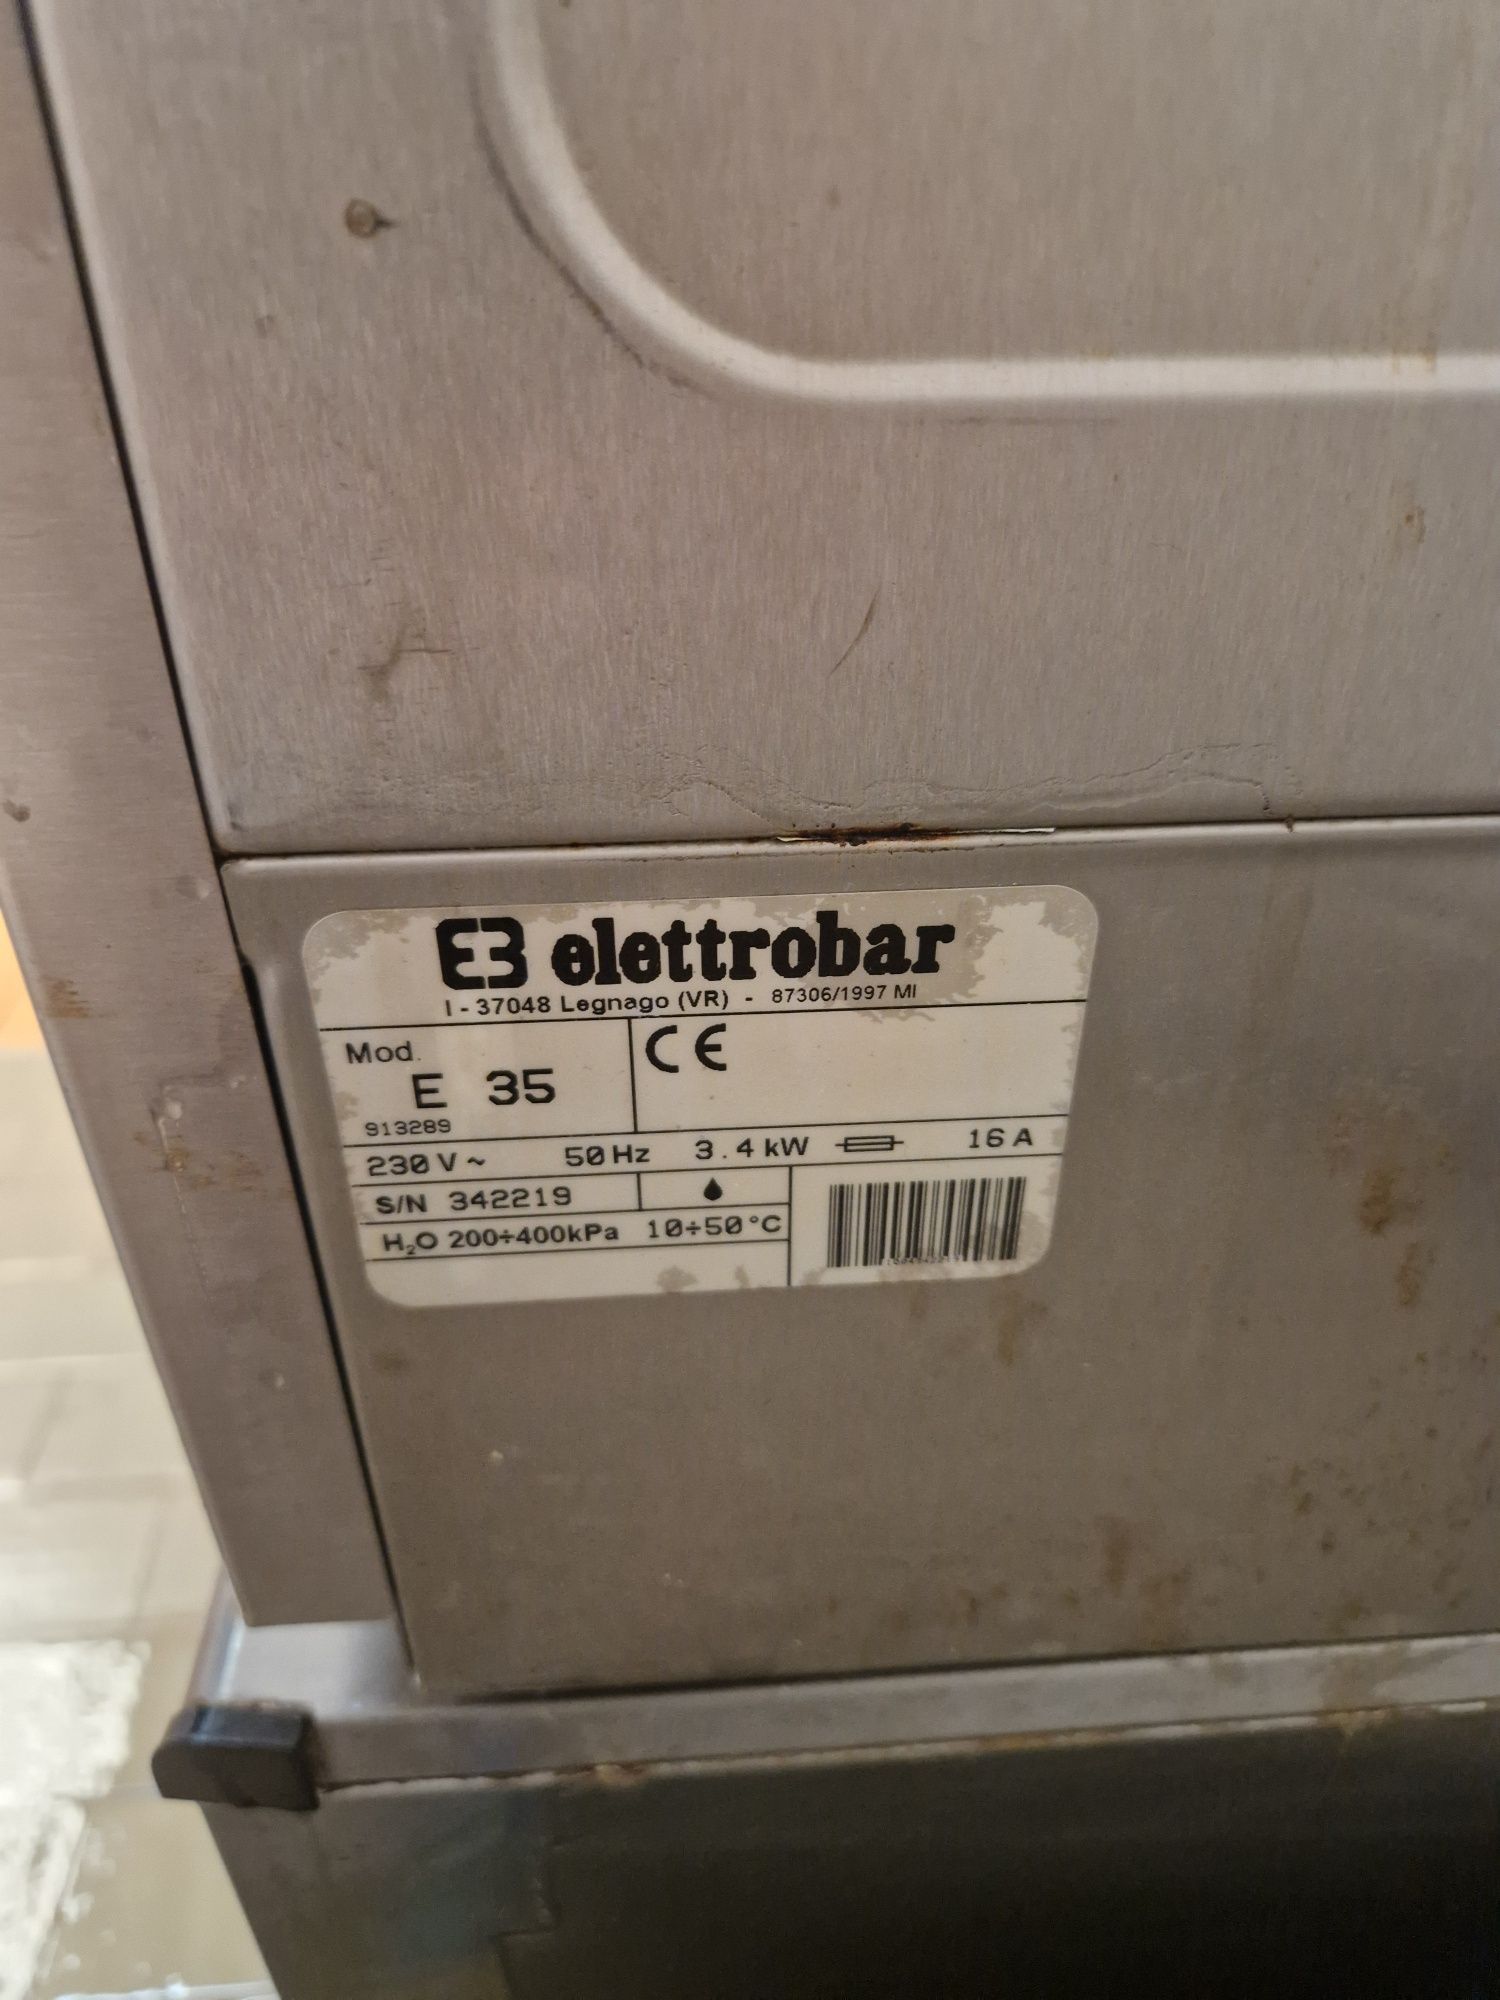 EB elettrobar
I - 37048 Legnago (VR) - 87306/1997 MI
Mod.
E 35
913289
CE
230 V ~ 50 Hz 3.4 kW 16 A
S/N 342219
H₂O 200÷400kPa 10÷50 °C